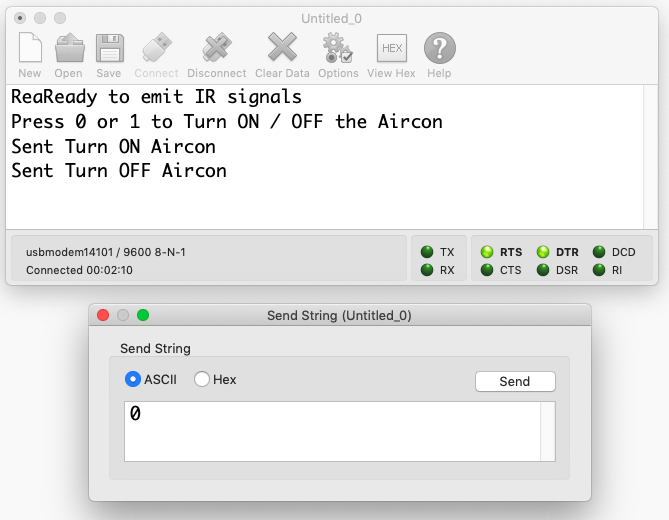 Untitled_0
New Open Save Connect Disconnect Clear Data Options HEX View Hex Help
ReaReady to emit IR signals
Press 0 or 1 to Turn ON / OFF the Aircon
Sent Turn ON Aircon
Sent Turn OFF Aircon
usbmodem14101 / 9600 8-N-1
Connected 00:02:10
TX RTS DTR DCD
RX CTS DSR RI
Send String (Untitled_0)
Send String
ASCII Hex Send
0